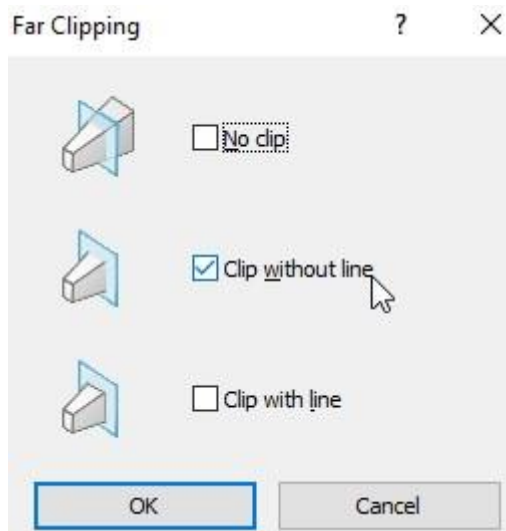 Far Clipping ? ×
No clip
Clip without line
Clip with line
OK Cancel